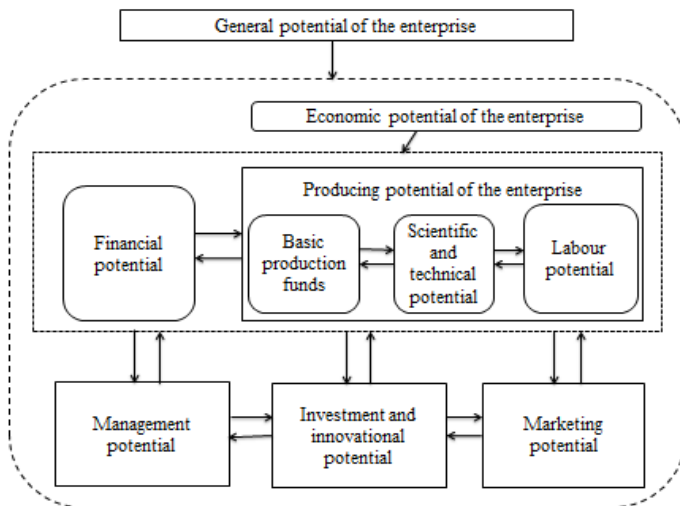 General potential of the enterprise
Economic potential of the enterprise
Producing potential of the enterprise
Financial
potential
Basic
production
funds
Scientific
and
technical
potential
Labour
potential
Management
potential
Investment and
innovational
potential
Marketing
potential